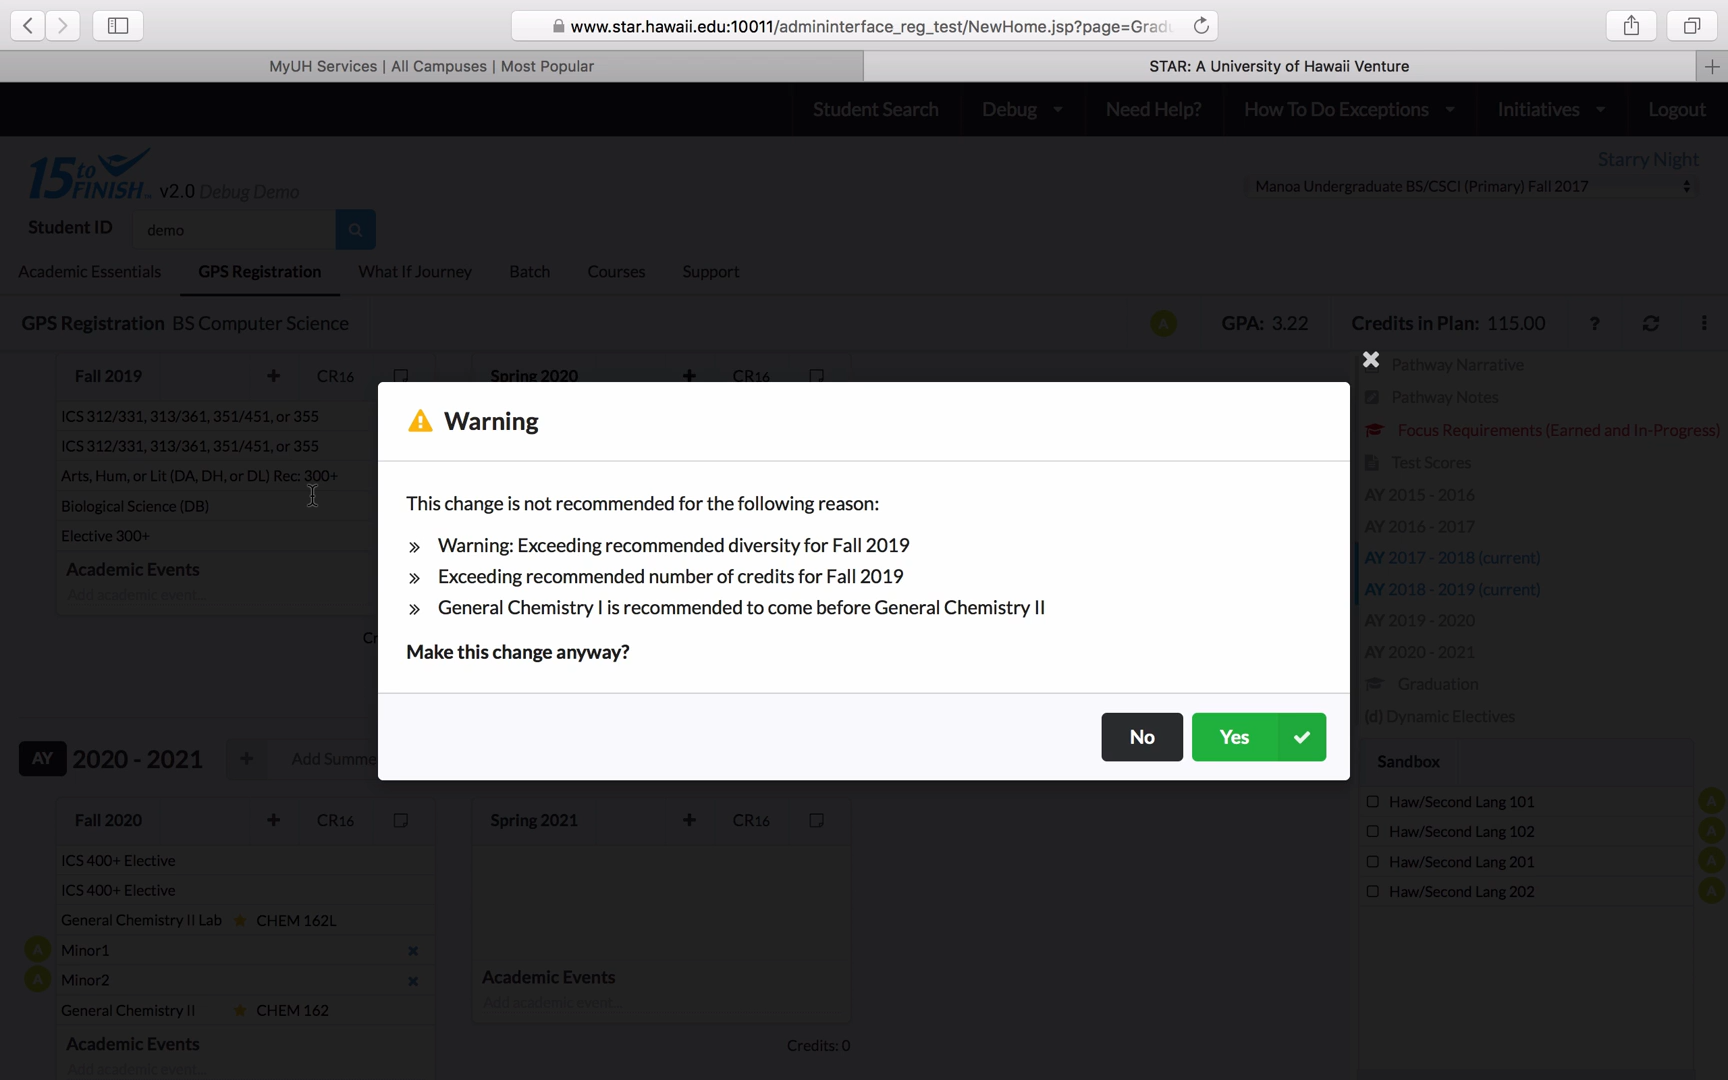 www.star.hawaii.edu:10011/admininterface_reg_test/NewHome.jsp?page=Gradu
MyUH Services | All Campuses | Most Popular
STAR: A University of Hawaii Venture
Student Search
Debug
Need Help?
How To Do Exceptions
Initiatives
Logout
15 to FINISH v2.0 Debug Demo
Starry Night
Manoa Undergraduate BS/CSCI (Primary) Fall 2017
Student ID
demo
Academic Essentials
GPS Registration
What If Journey
Batch
Courses
Support
GPS Registration BS Computer Science
A
GPA: 3.22
Credits in Plan: 115.00
?
Fall 2019
CR16
ICS 312/331, 313/361, 351/451, or 355
ICS 312/331, 313/361, 351/451, or 355
Arts, Hum, or Lit (DA, DH, or DL) Rec: 300+
Biological Science (DB)
Elective 300+
Academic Events
Add academic event...
Cr
Spring 2020
CR16
Warning
This change is not recommended for the following reason:
» Warning: Exceeding recommended diversity for Fall 2019
» Exceeding recommended number of credits for Fall 2019
» General Chemistry I is recommended to come before General Chemistry II
Make this change anyway?
No
Yes
Pathway Narrative
Pathway Notes
Focus Requirements (Earned and In-Progress)
Test Scores
AY 2015 - 2016
AY 2016 - 2017
AY 2017 - 2018 (current)
AY 2018 - 2019 (current)
AY 2019 - 2020
AY 2020 - 2021
Graduation
(d) Dynamic Electives
Sandbox
Haw/Second Lang 101
A
Haw/Second Lang 102
A
Haw/Second Lang 201
A
Haw/Second Lang 202
A
AY 2020 - 2021
Add Summe
Fall 2020
CR16
ICS 400+ Elective
ICS 400+ Elective
General Chemistry II Lab CHEM 162L
A Minor1
A Minor2
General Chemistry II CHEM 162
Academic Events
Add academic event...
Spring 2021
CR16
Academic Events
Add academic event...
Credits: 0